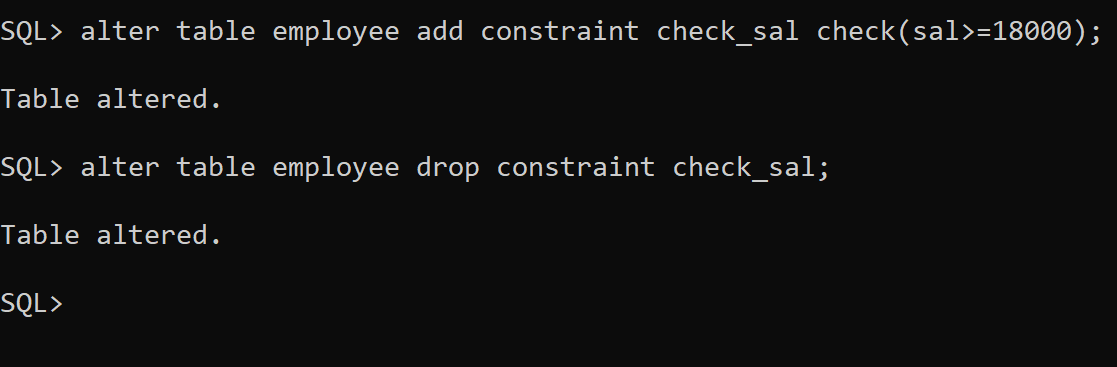 SQL> alter table employee add constraint check_sal check(sal>=18000);
Table altered.
SQL> alter table employee drop constraint check_sal;
Table altered.
SQL>